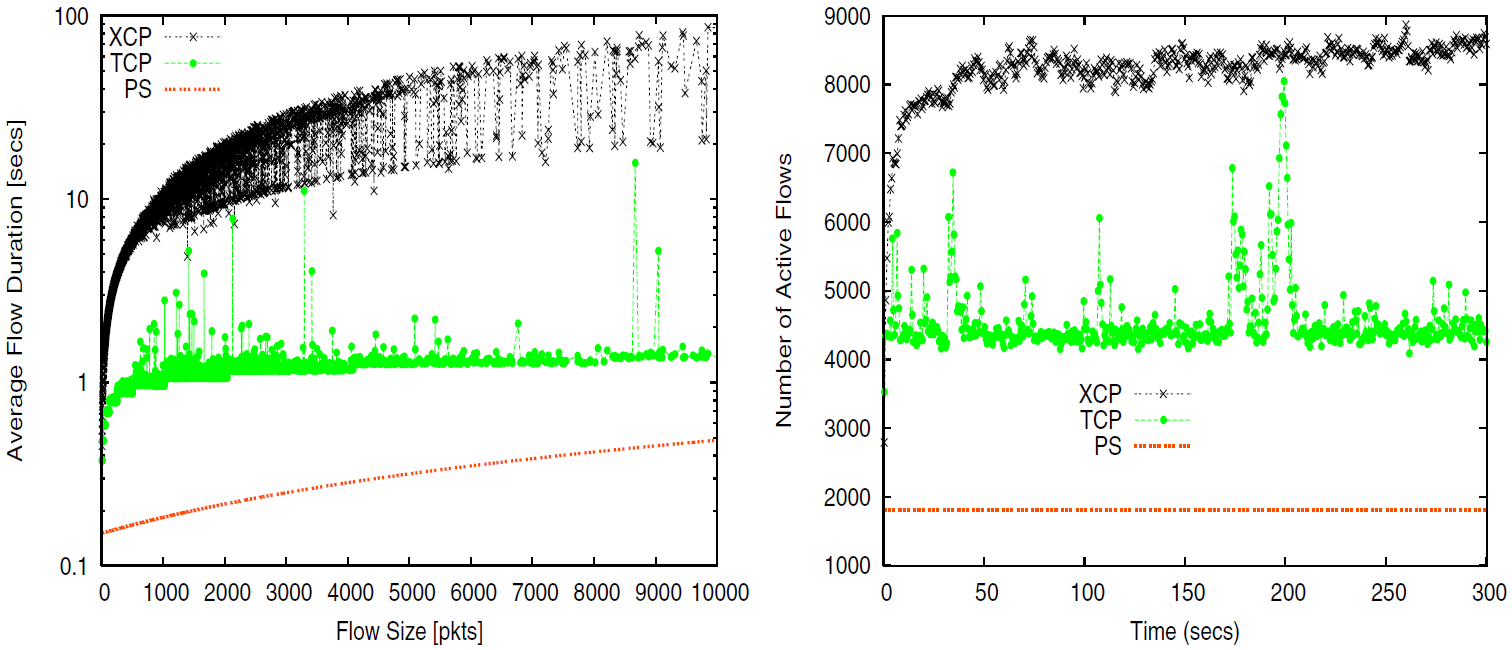 100
10
1
0.1
Average Flow Duration [secs]
XCP
TCP
PS
0 1000 2000 3000 4000 5000 6000 7000 8000 9000 10000
Flow Size [pkts]
9000
8000
7000
6000
5000
4000
3000
2000
1000
Number of Active Flows
XCP
TCP
PS
0 50 100 150 200 250 300
Time (secs)